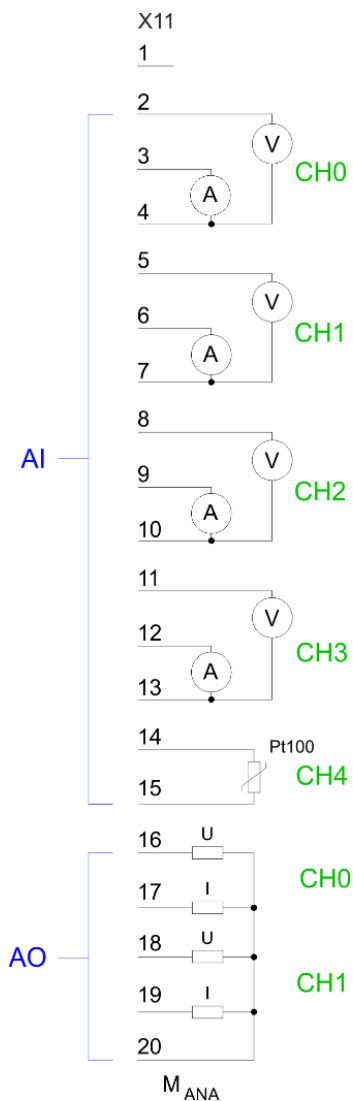 X11
1
2
V
CH0
3
A
4
5
V
CH1
6
A
7
8
V
AI
CH2
9
A
10
11
V
12
CH3
A
13
14
Pt100
CH4
15
16
U
CH0
17
I
18
U
AO
CH1
19
I
20
M ANA